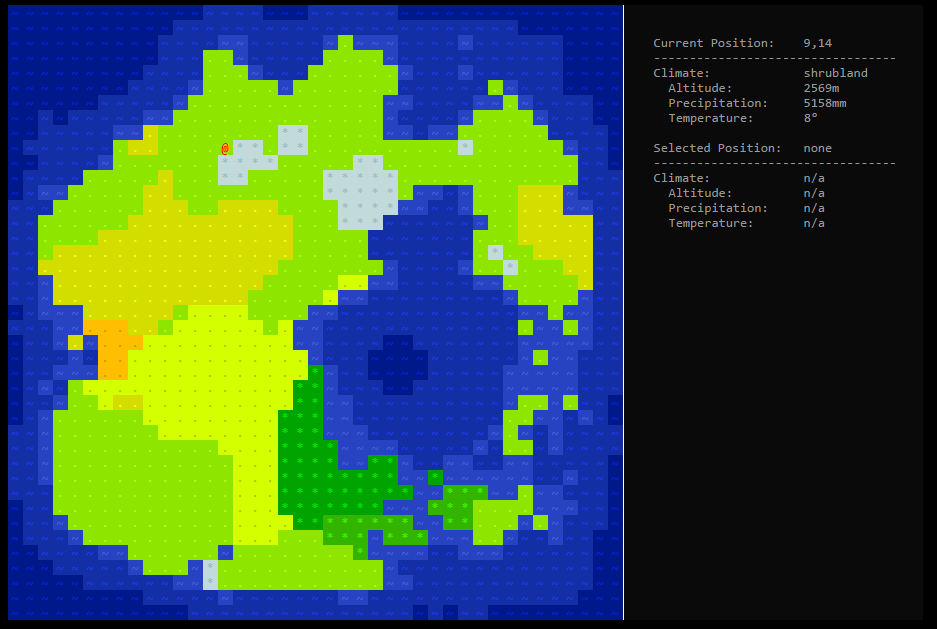 Current Position: 9,14
--------------------------------
Climate: shrubland
Altitude: 2569m
Precipitation: 5158mm
Temperature: 8°
Selected Position: none
--------------------------------
Climate: n/a
Altitude: n/a
Precipitation: n/a
Temperature: n/a
@